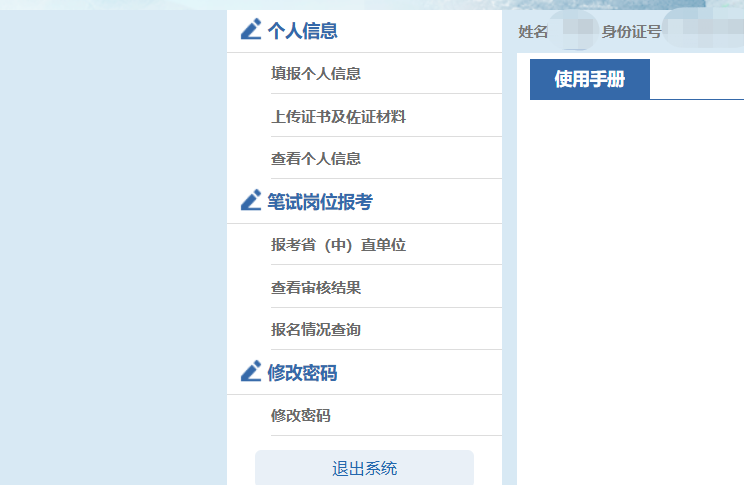 个人信息
填报个人信息
上传证书及佐证材料
查看个人信息
笔试岗位报考
报考省（中）直单位
查看审核结果
报名情况查询
修改密码
修改密码
退出系统
姓名 身份证号
使用手册